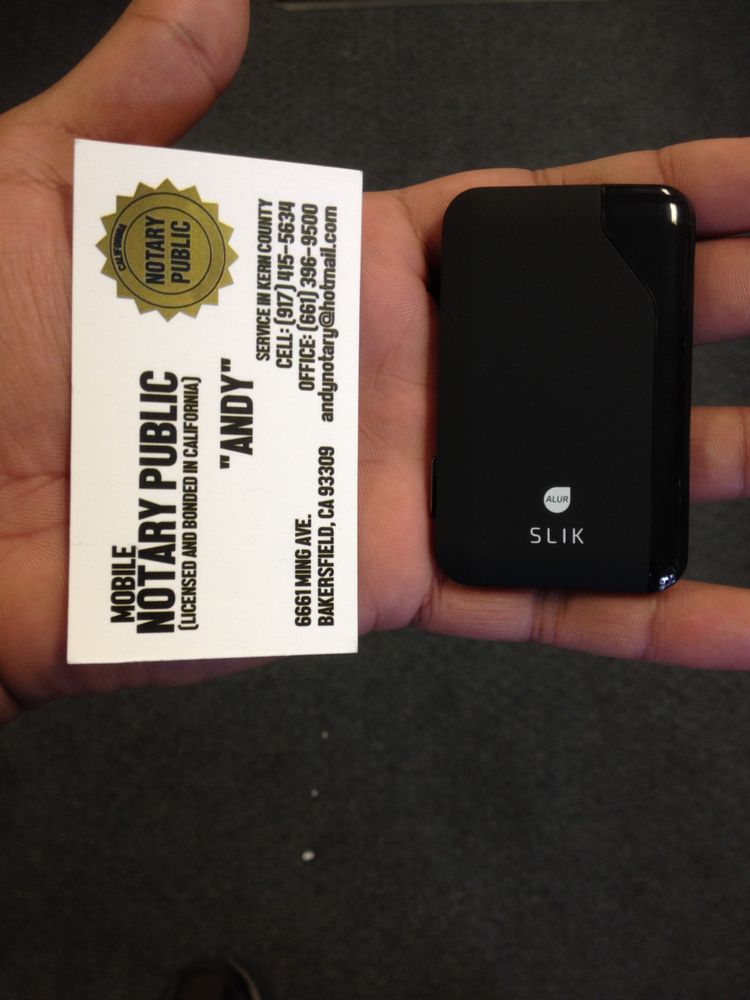 MOBILE
NOTARY PUBLIC
(LICENSED AND BONDED IN CALIFORNIA)
"ANDY"
CALIFORNIA
NOTARY
PUBLIC
6661 MING AVE.
BAKERSFIELD, CA 93309
SERVICE IN KERN COUNTY
CELL: (917) 415-5634
OFFICE: (661) 396-9500
andynotary@hotmail.com
ALUR
SLIK